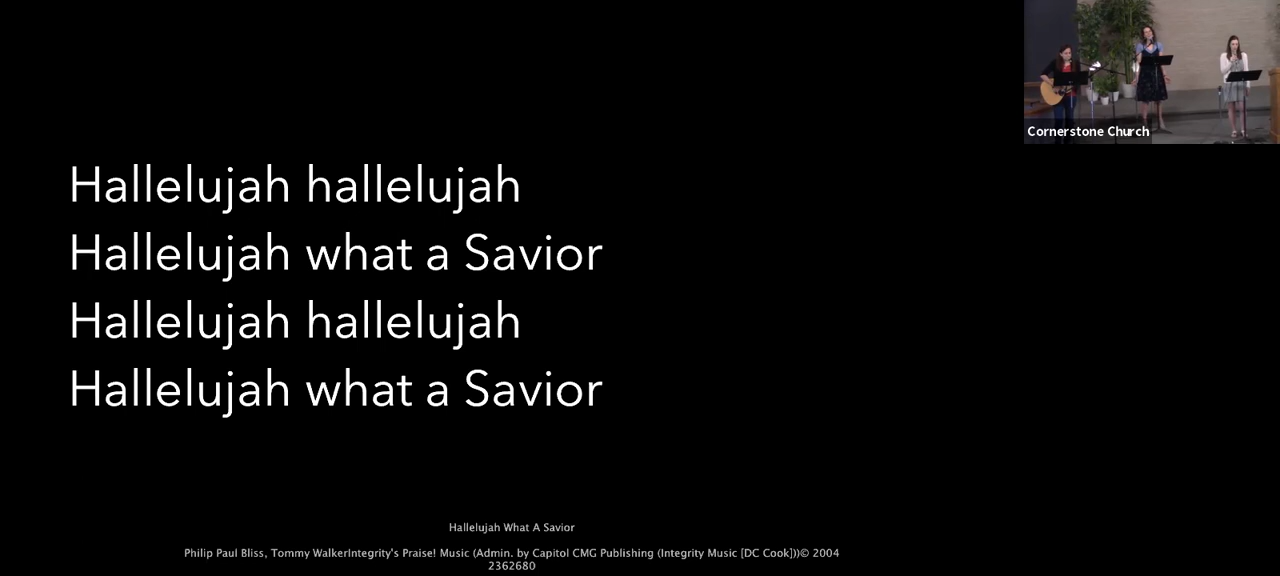 Cornerstone Church
Hallelujah hallelujah
Hallelujah what a Savior
Hallelujah hallelujah
Hallelujah what a Savior
Hallelujah What A Savior
Philip Paul Bliss, Tommy WalkerIntegrity's Praise! Music (Admin. by Capitol CMG Publishing (Integrity Music [DC Cook]))© 2004
2362680